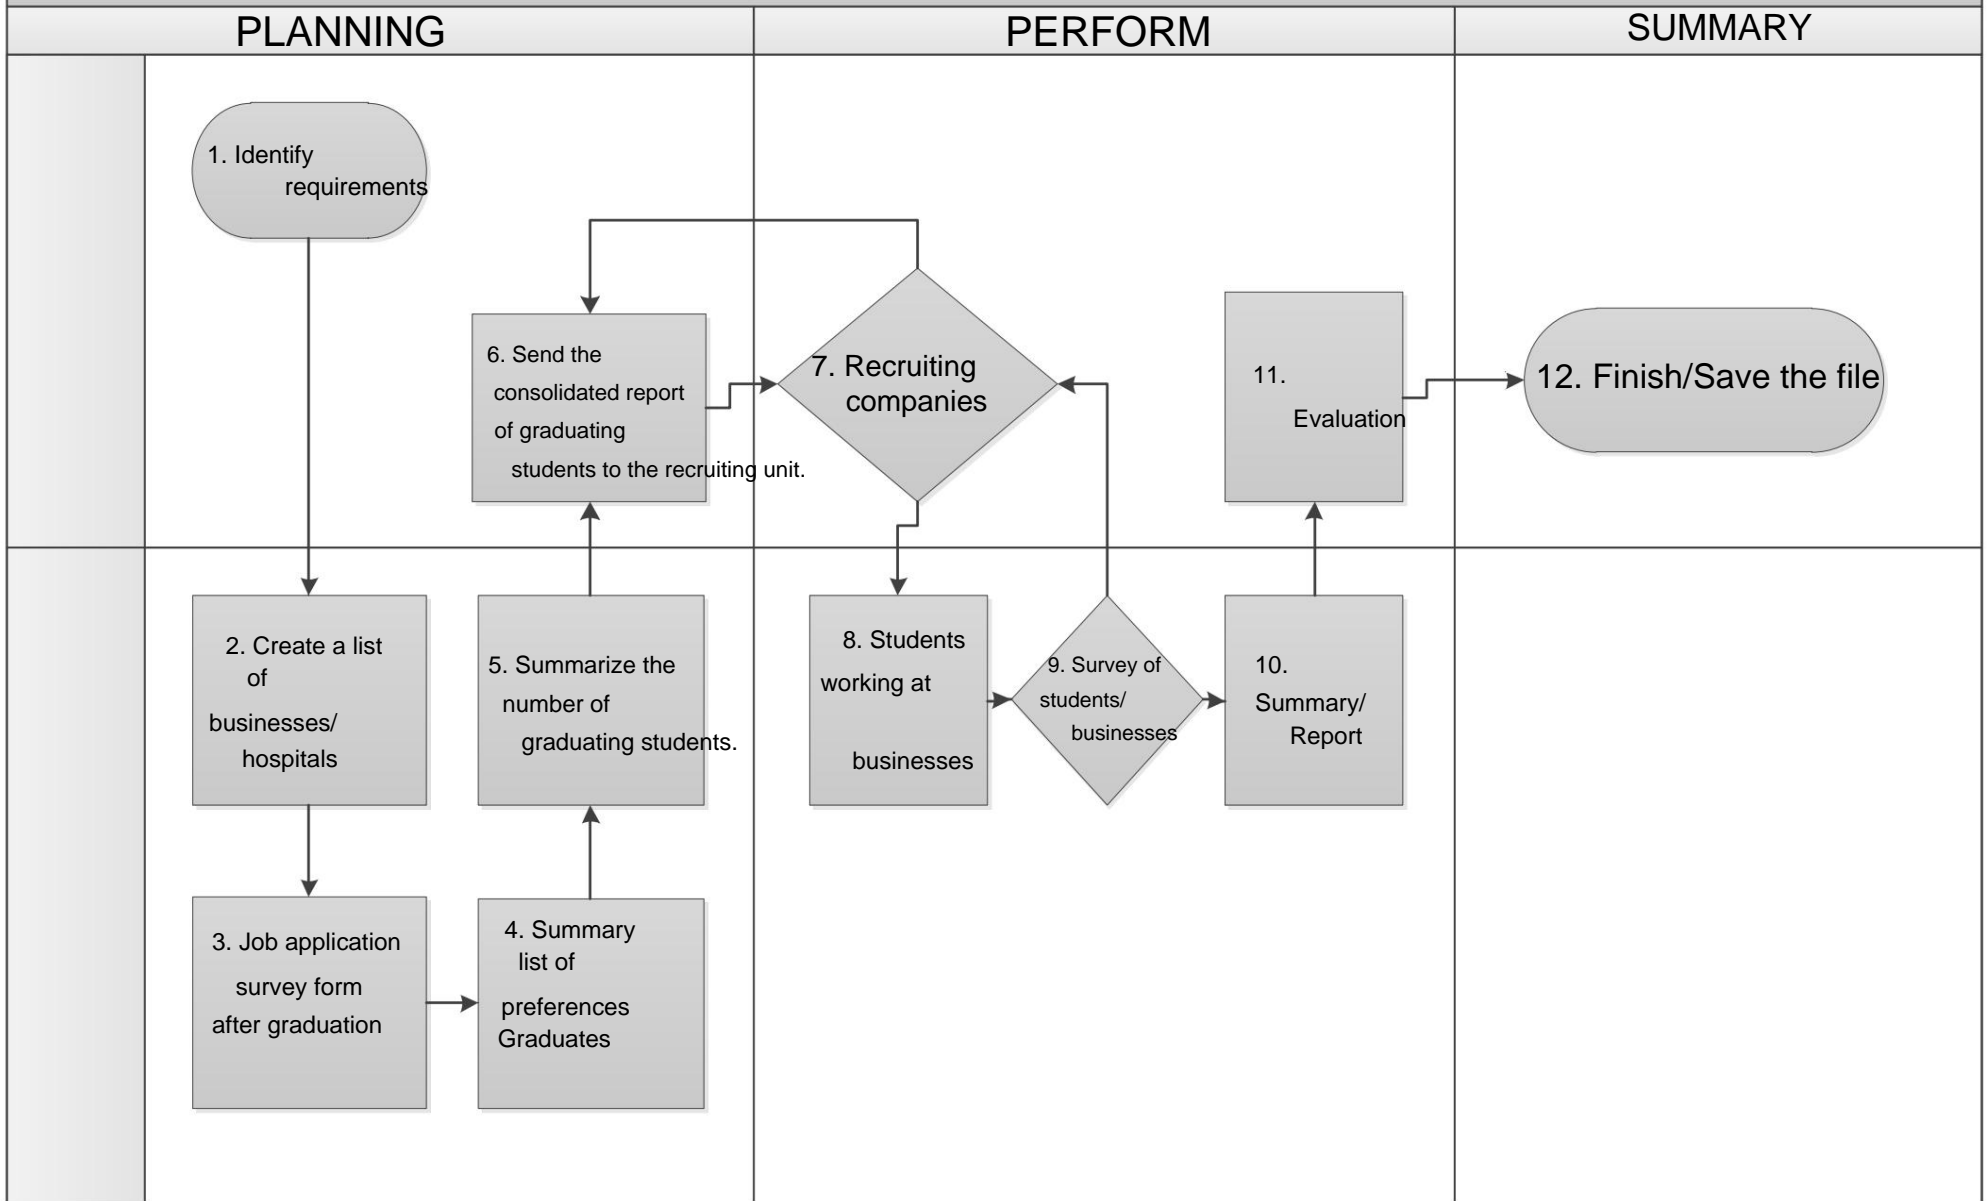 PLANNING
PERFORM
SUMMARY
1. Identify
requirements
2. Create a list
of
businesses/
hospitals
3. Job application
survey form
after graduation
4. Summary
list of
preferences
Graduates
5. Summarize the
number of
graduating students.
6. Send the
consolidated report
of graduating
students to the recruiting unit.
7. Recruiting
companies
8. Students
working at
businesses
9. Survey of
students/
businesses
10.
Summary/
Report
11.
Evaluation
12. Finish/Save the file